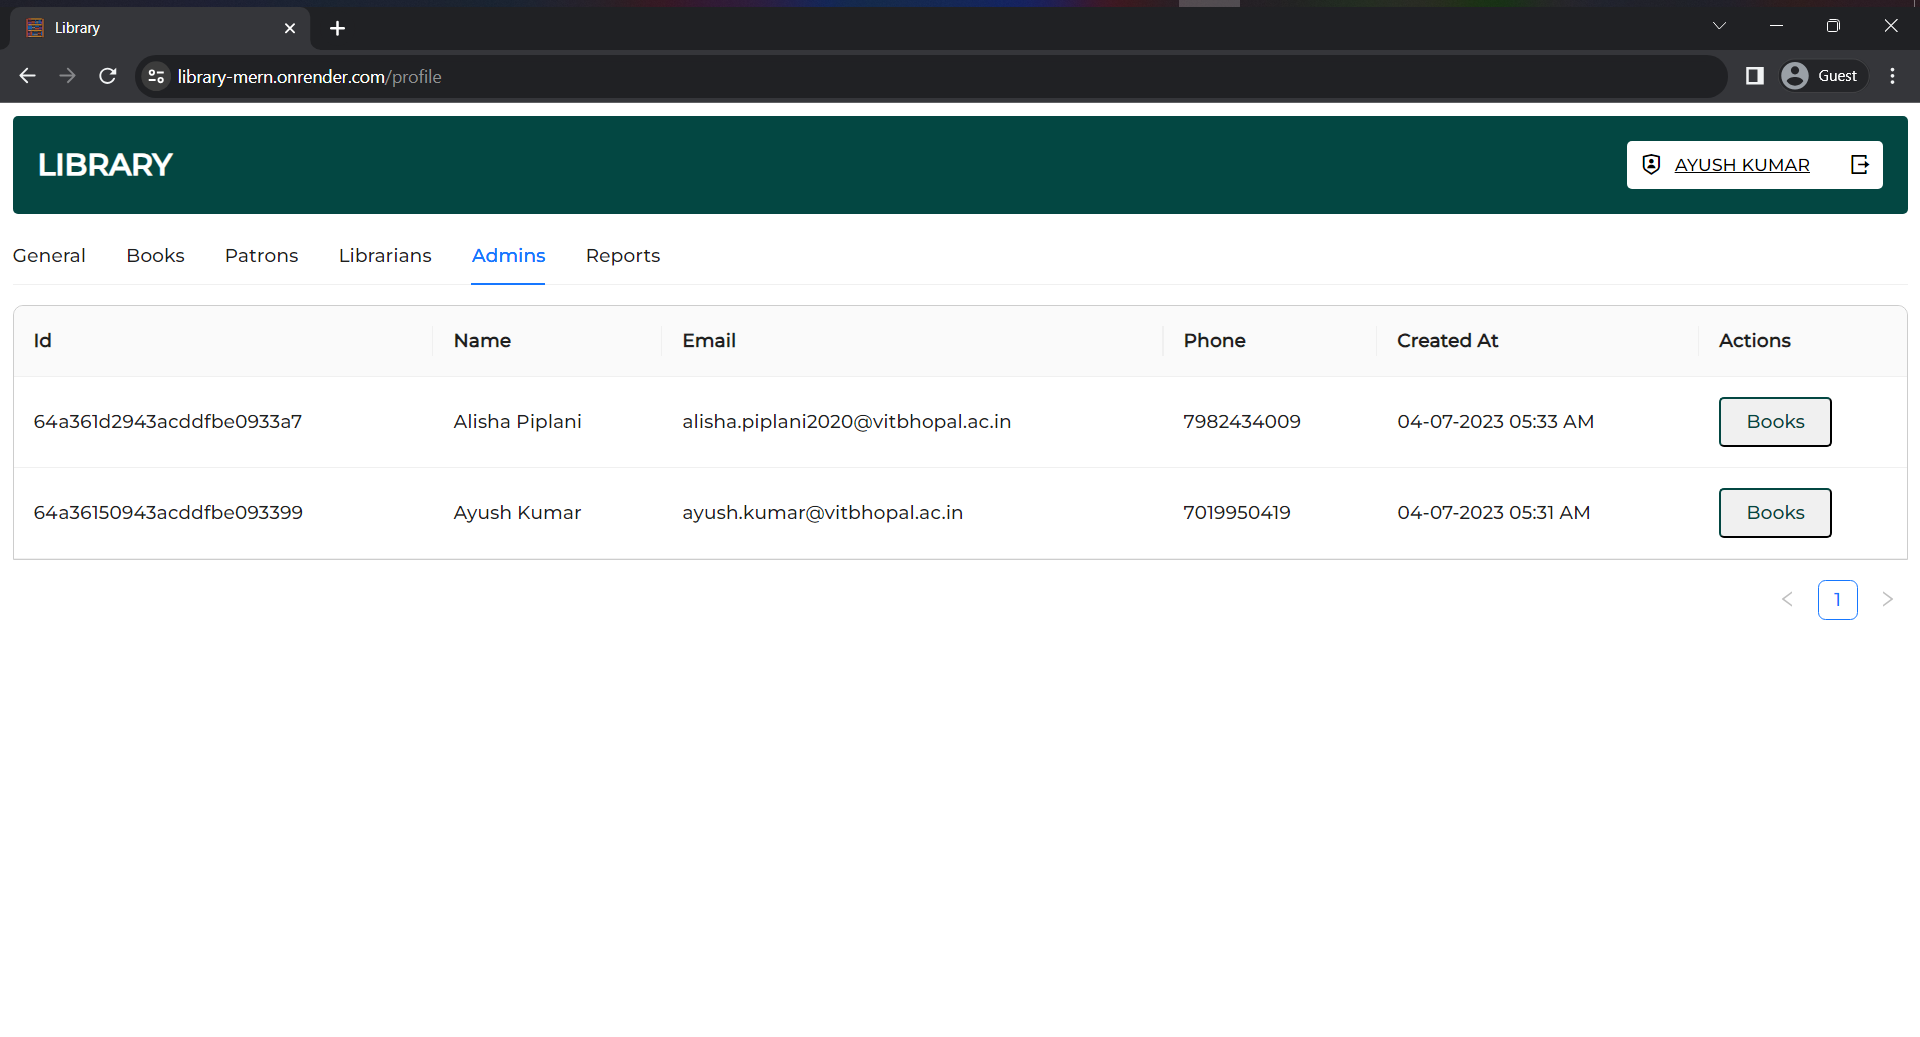 Library
library-mern.onrender.com/profile
Guest
LIBRARY
AYUSH KUMAR
General Books Patrons Librarians Admins Reports
Id Name Email Phone Created At Actions
64a361d2943acddfbe0933a7 Alisha Piplani alisha.piplani2020@vitbhopal.ac.in 7982434009 04-07-2023 05:33 AM Books
64a36150943acddfbe093399 Ayush Kumar ayush.kumar@vitbhopal.ac.in 7019950419 04-07-2023 05:31 AM Books
1